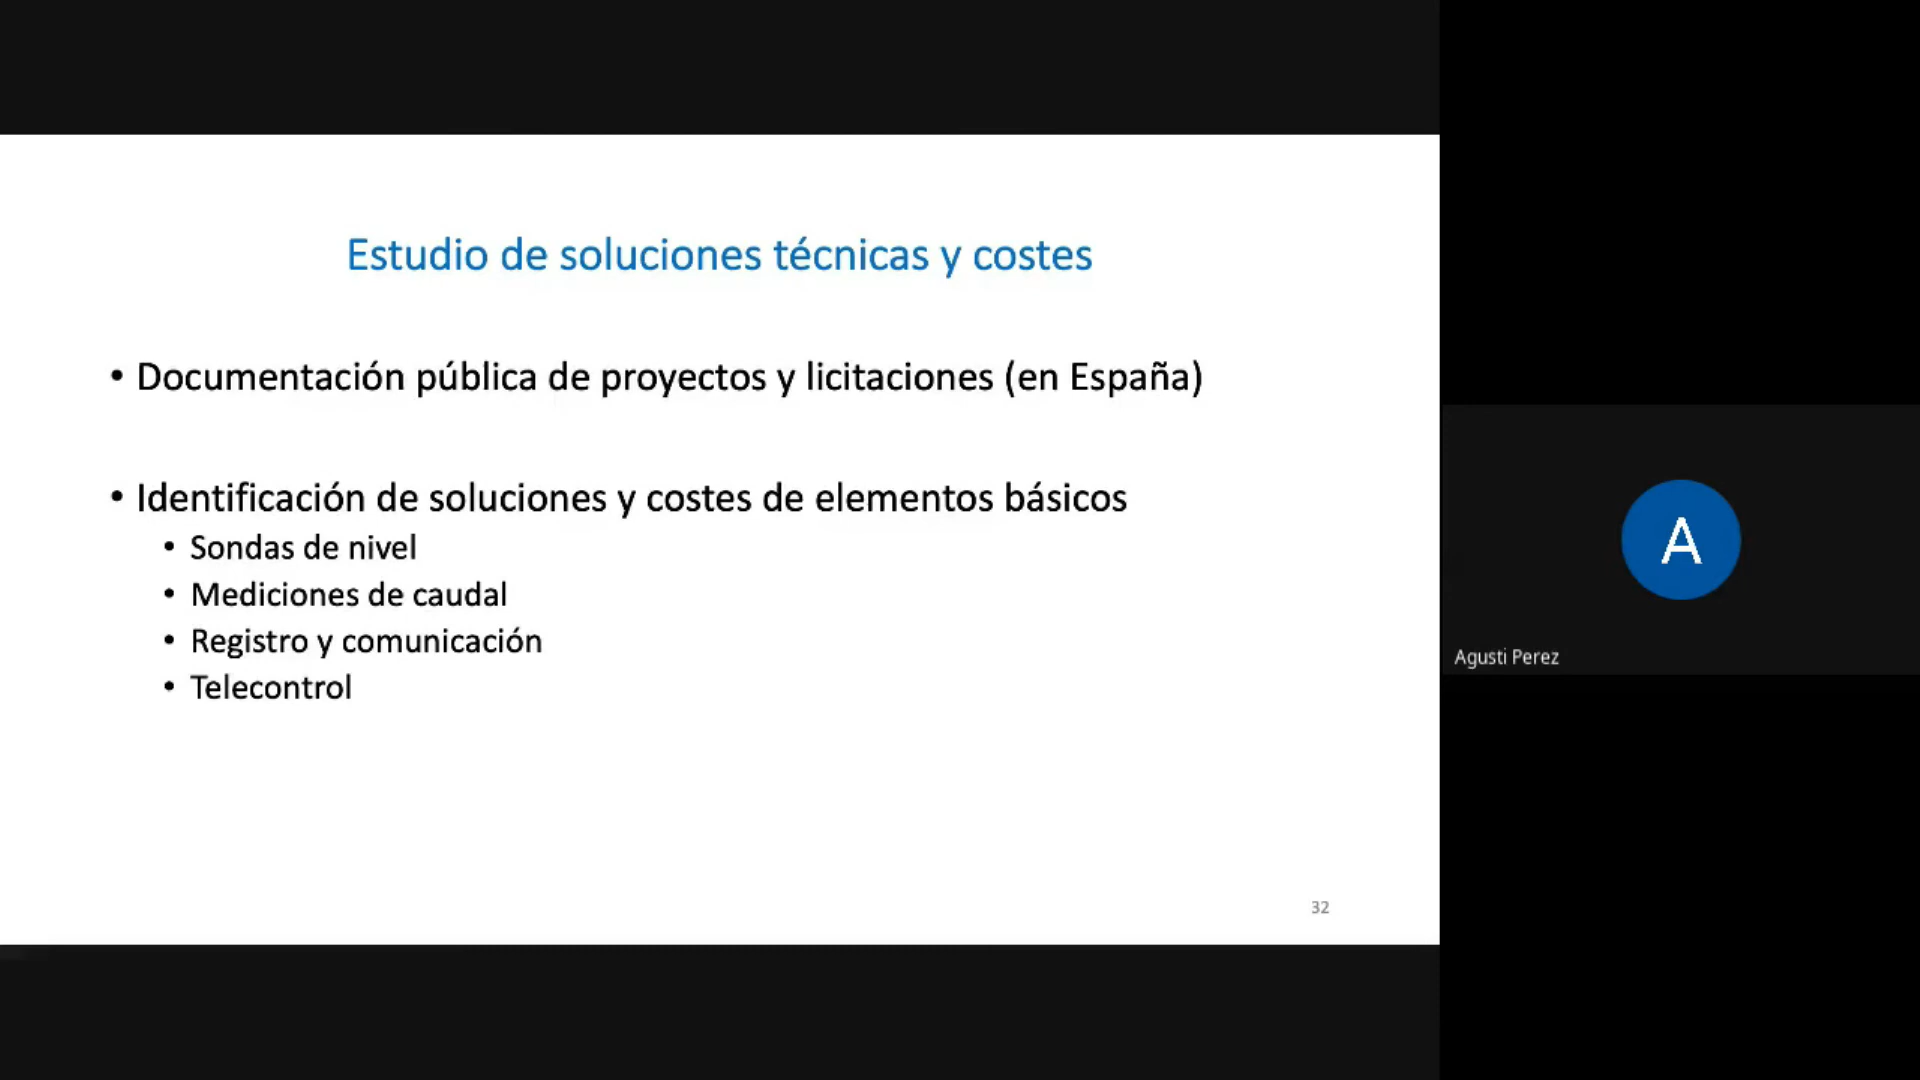 Estudio de soluciones técnicas y costes
• Documentación pública de proyectos y licitaciones (en España)
• Identificación de soluciones y costes de elementos básicos
• Sondas de nivel
• Mediciones de caudal
• Registro y comunicación
• Telecontrol
32
A
Agusti Perez